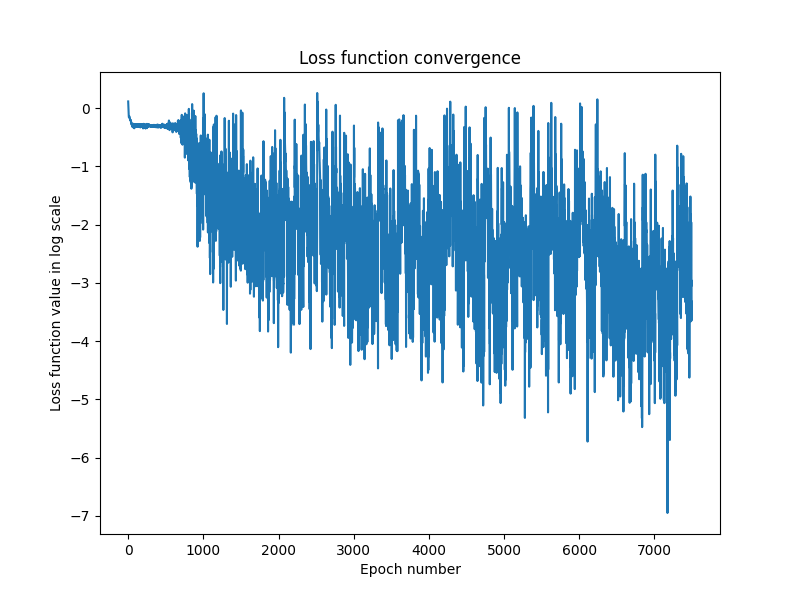 Loss function convergence
Loss function value in log scale
0
−1
−2
−3
−4
−5
−6
−7
0 1000 2000 3000 4000 5000 6000 7000
Epoch number